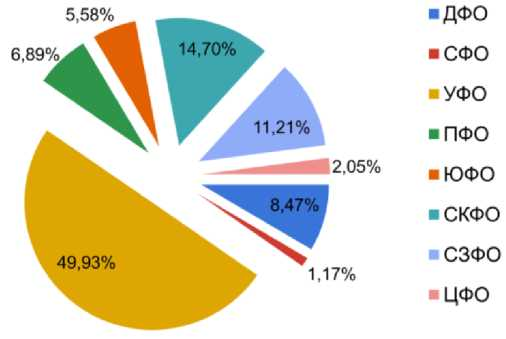 5,58%
6,89%
14,70%
11,21%
2,05%
8,47%
1,17%
49,93%
ДФО
СФО
УФО
ПФО
ЮФО
СКФО
СЗФО
ЦФО